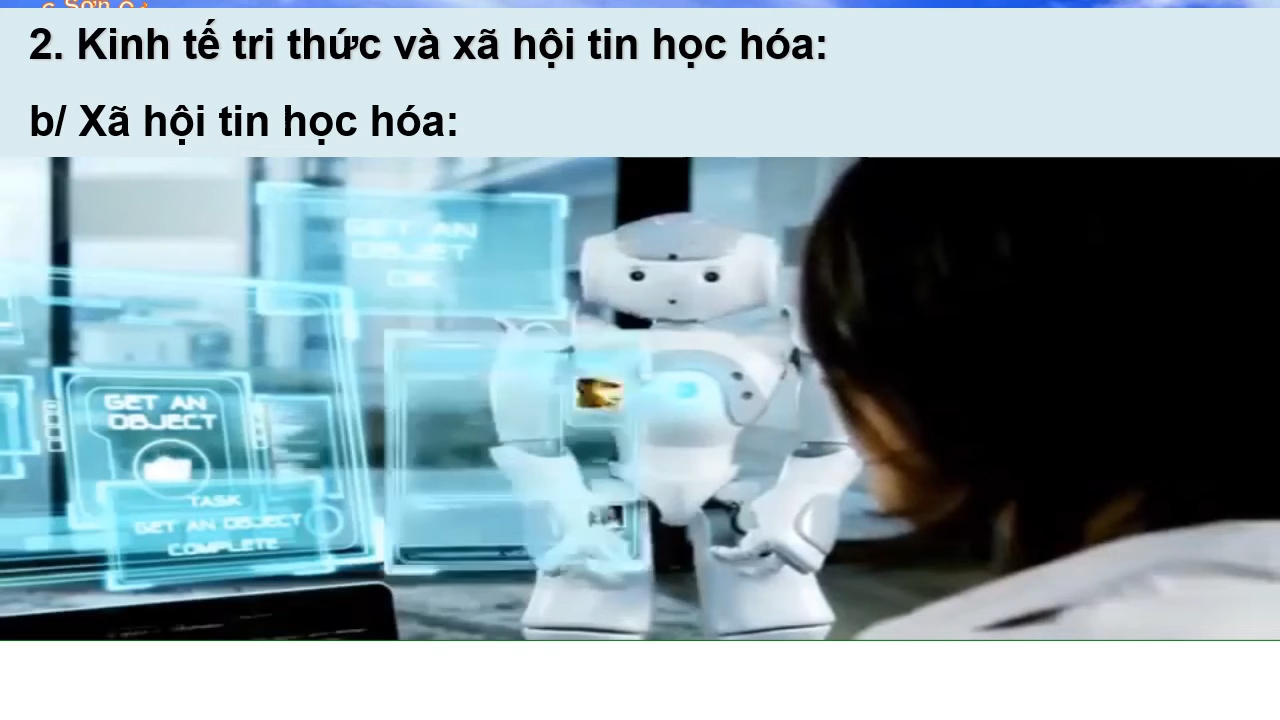 2. Kinh tế tri thức và xã hội tin học hóa:
b/ Xã hội tin học hóa:
GET AN
OBJET
OK
GET AN
OBJECT
TASK
GET AN OBJECT
COMPLETE